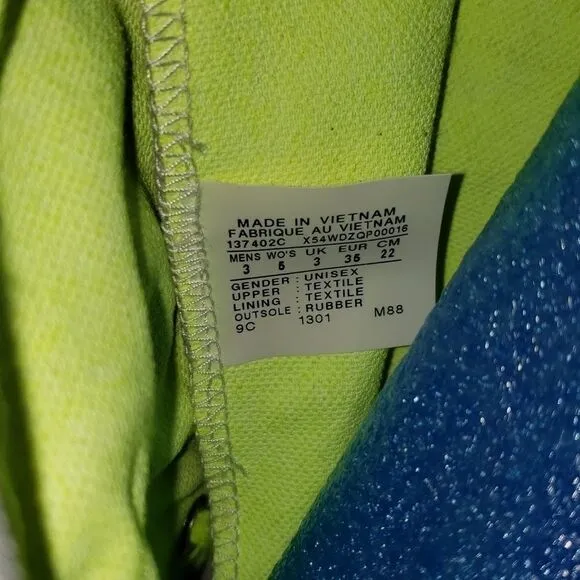 MADE IN VIETNAM
FABRIQUE AU VIETNAM
137402C X54WDZQP00016
MENS WO'S UK EUR CM
3 5 3 35 22
GENDER : UNISEX
UPPER : TEXTILE
LINING : TEXTILE
OUTSOLE : RUBBER
9C 1301 M88